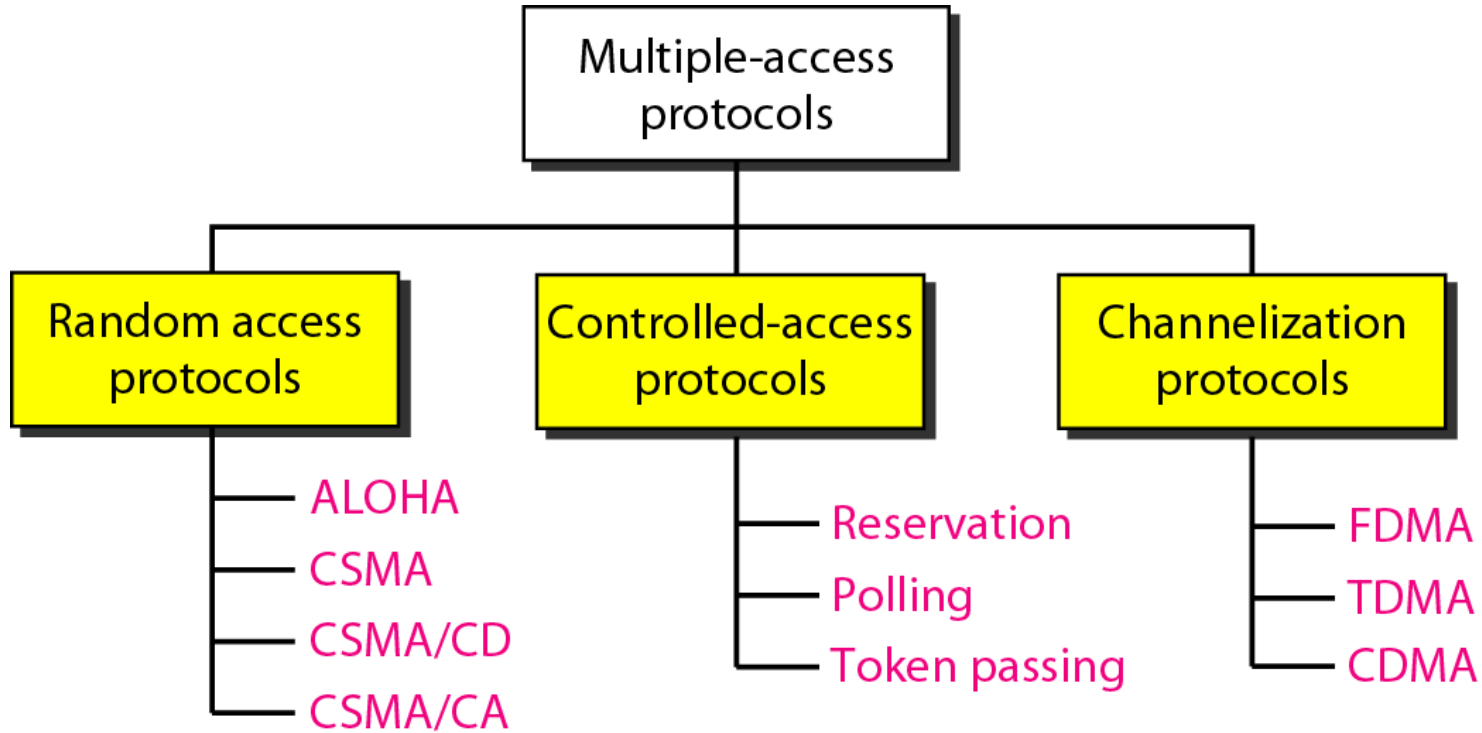 Multiple-access
protocols
Random access
protocols
ALOHA
CSMA
CSMA/CD
CSMA/CA
Controlled-access
protocols
Reservation
Polling
Token passing
Channelization
protocols
FDMA
TDMA
CDMA